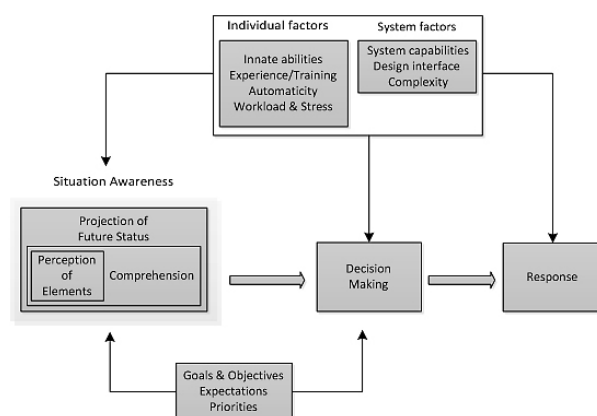 Individual factors
System factors
Innate abilities
Experience/Training
Automaticity
Workload & Stress
System capabilities
Design interface
Complexity
Situation Awareness
Projection of
Future Status
Perception
of
Elements
Comprehension
Decision
Making
Response
Goals & Objectives
Expectations
Priorities